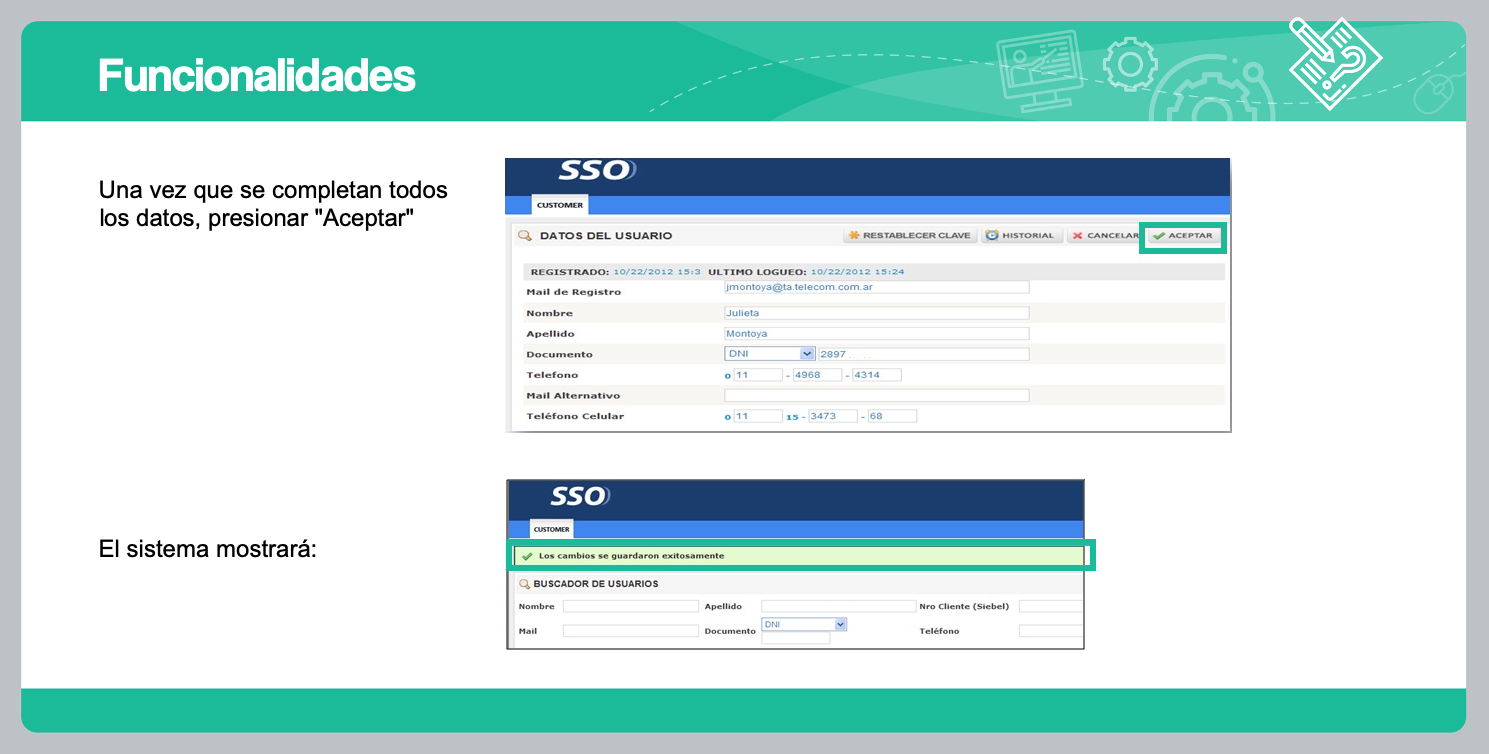 Funcionalidades
Una vez que se completan todos
los datos, presionar "Aceptar"
SSO
CUSTOMER
DATOS DEL USUARIO RESTABLECER CLAVE HISTORIAL CANCELAR ACEPTAR
REGISTRADO: 10/22/2012 15:3 ULTIMO LOGUEO: 10/22/2012 15:24
Mail de Registro jmontoya@ta.telecom.com.ar
Nombre Julieta
Apellido Montoya
Documento DNI 2897
Telefono 0 11 - 4968 - 4314
Mail Alternativo
Teléfono Celular 0 11 15 - 3473 - 68
El sistema mostrará:
SSO
CUSTOMER
Los cambios se guardaron exitosamente
BUSCADOR DE USUARIOS
Nombre Apellido Nro Cliente (Siebel)
Mail Documento DNI Teléfono